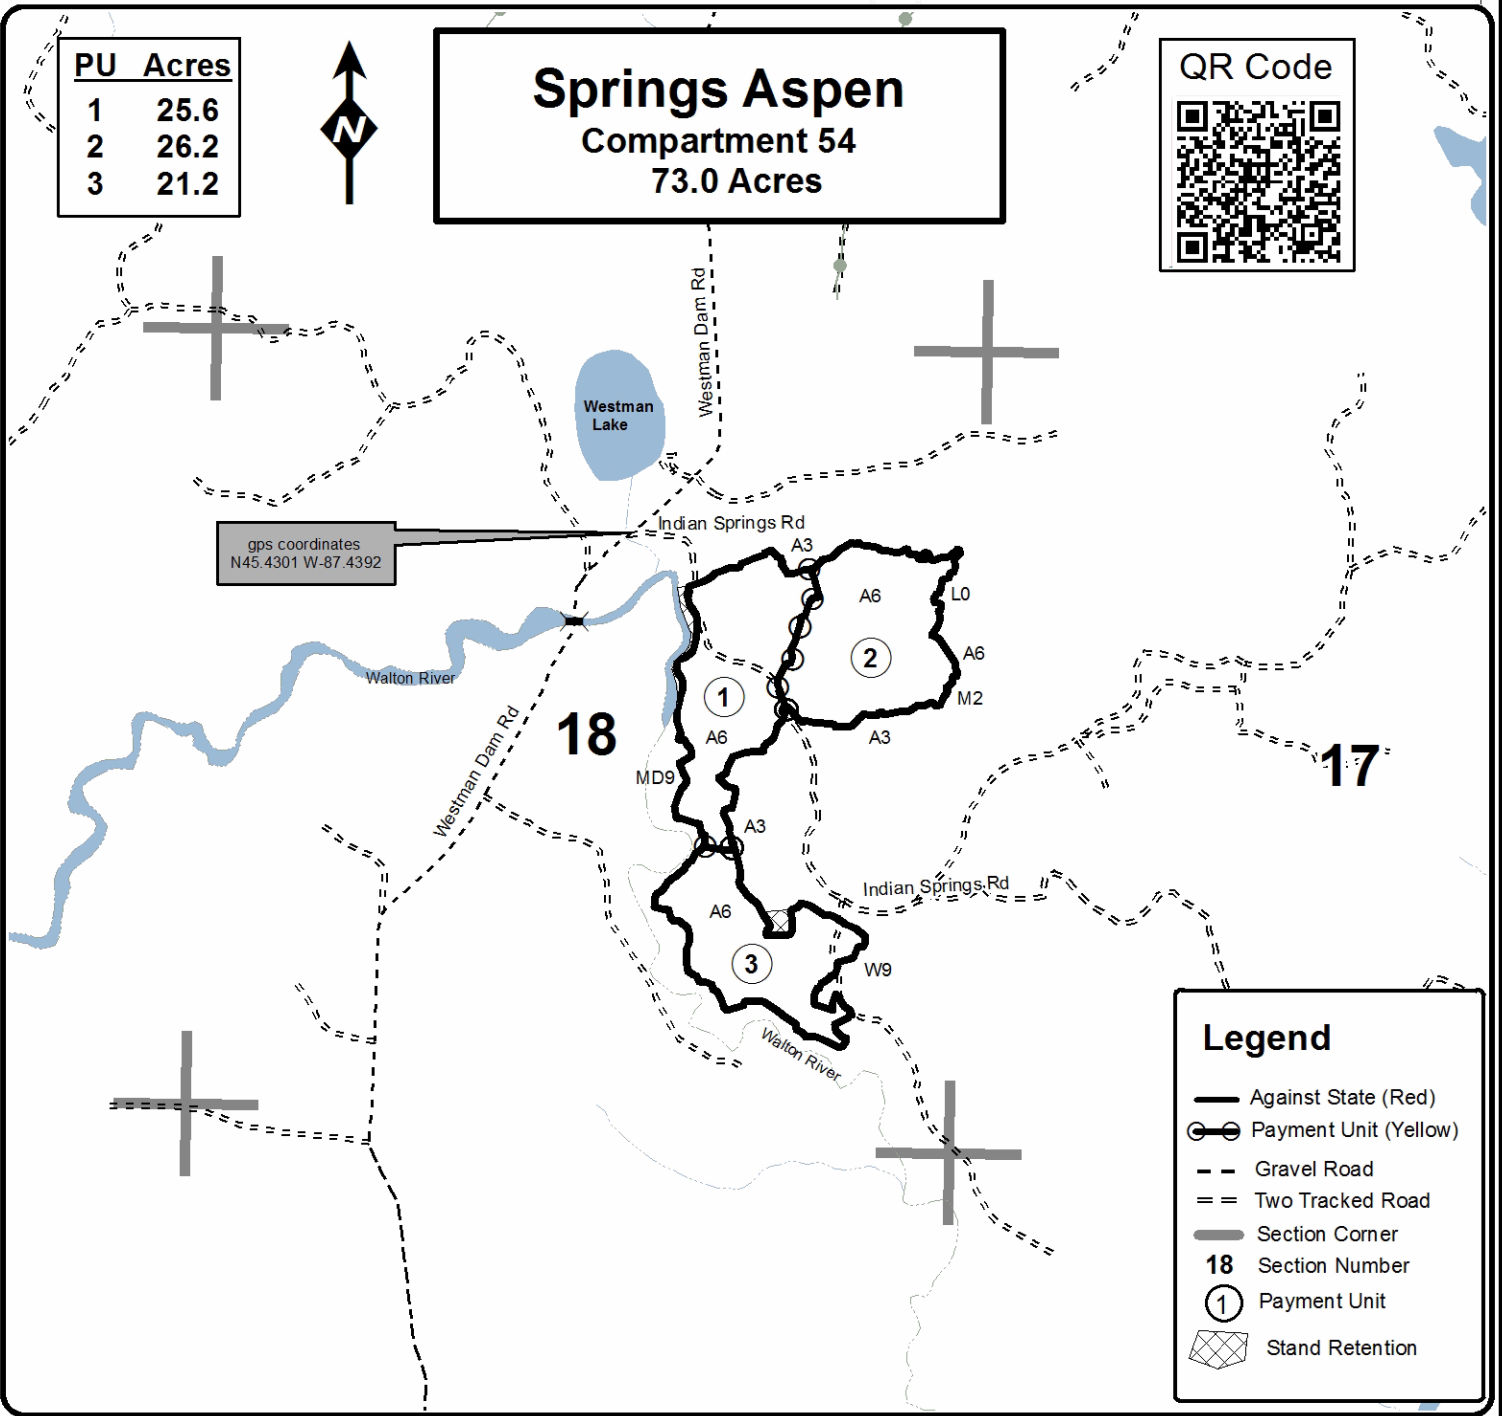 PU Acres
1 25.6
2 26.2
3 21.2
N
Springs Aspen
Compartment 54
73.0 Acres
QR Code
Westman Dam Rd
Westman
Lake
Indian Springs Rd
gps coordinates
N45.4301 W-87.4392
A3
A6
L0
2
A6
Walton River
1
M2
18
A6
A3
Westman Dam Rd
17
MD9
A3
Indian Springs Rd
A6
3
W9
Walton River
Legend
Against State (Red)
Payment Unit (Yellow)
Gravel Road
Two Tracked Road
Section Corner
18 Section Number
1 Payment Unit
Stand Retention